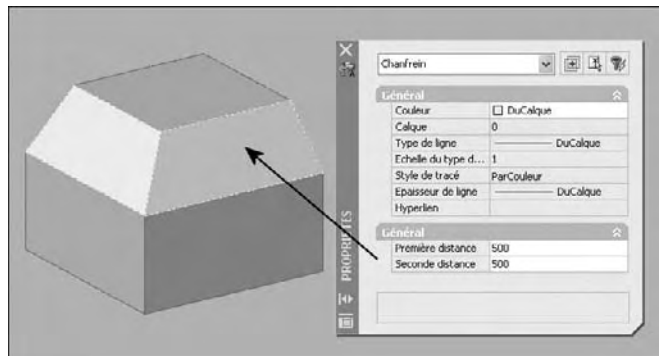 Chanfrein
Général
Couleur DuCalque
Calque 0
Type de ligne DuCalque
Echelle du type d... 1
Style de tracé ParCouleur
Epaisseur de ligne DuCalque
Hyperlien
Général
Première distance 500
Seconde distance 500
PROPRIETES